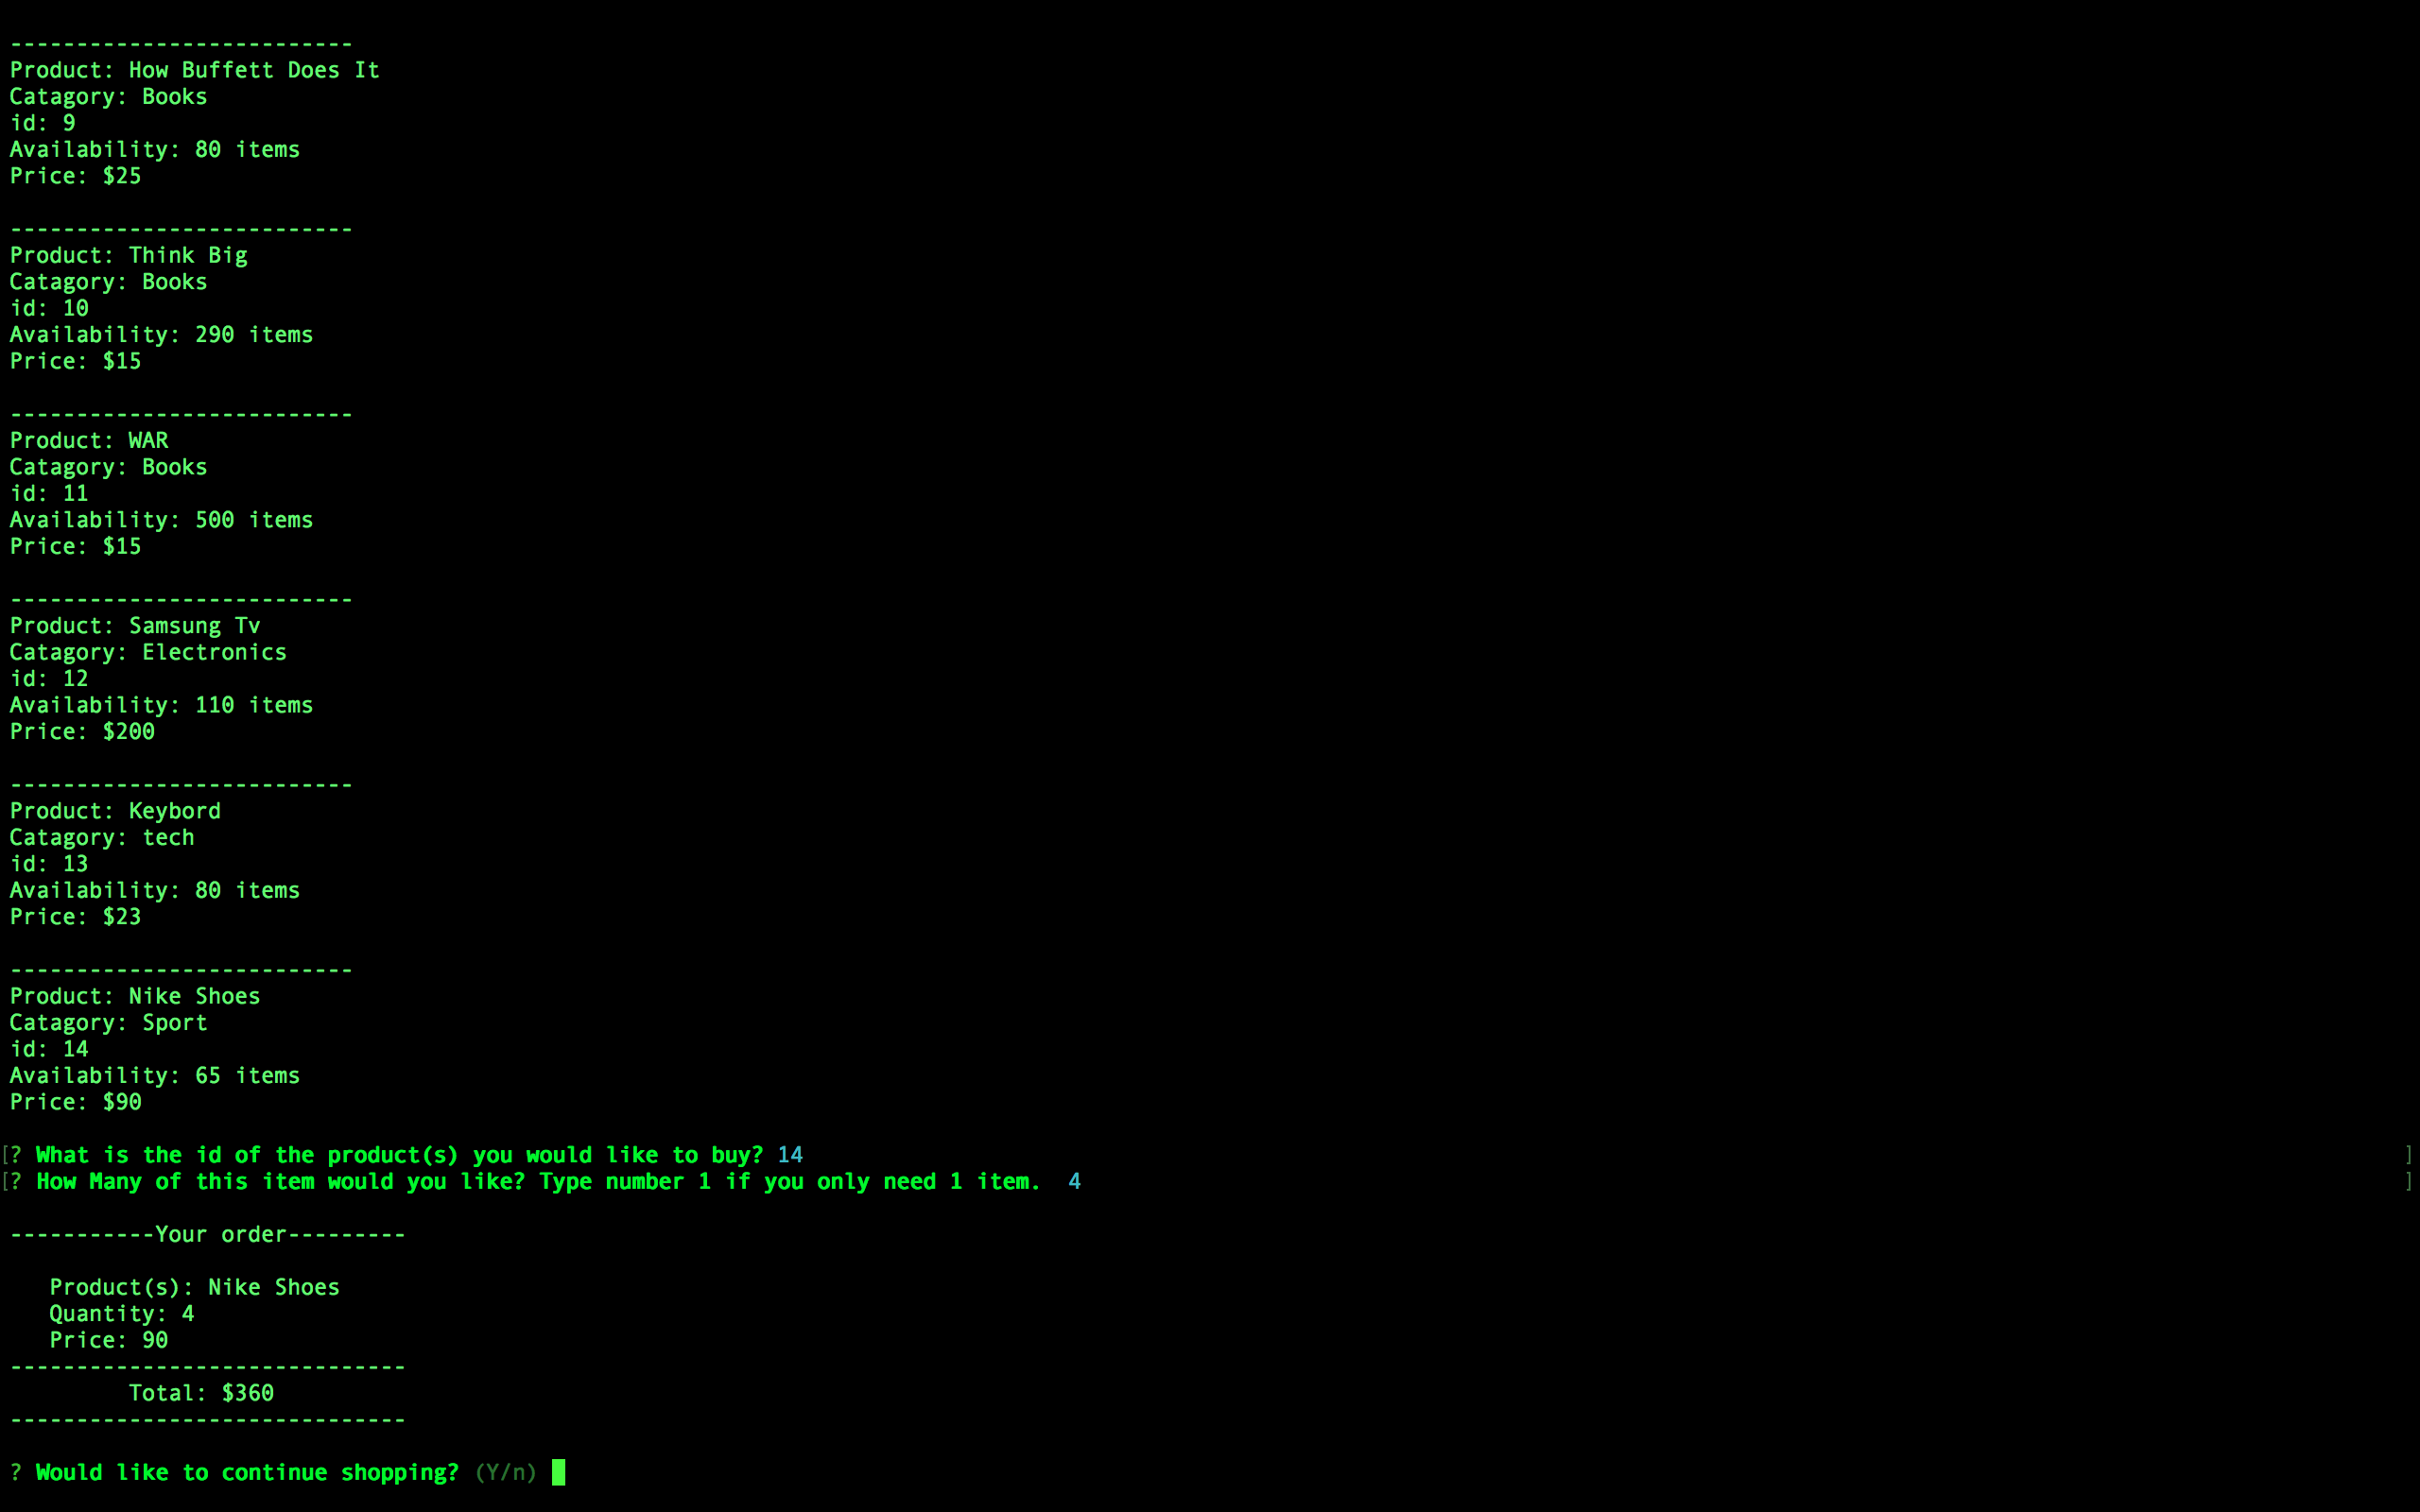 --------------------------
Product: How Buffett Does It
Catagory: Books
id: 9
Availability: 80 items
Price: $25
--------------------------
Product: Think Big
Catagory: Books
id: 10
Availability: 290 items
Price: $15
--------------------------
Product: WAR
Catagory: Books
id: 11
Availability: 500 items
Price: $15
--------------------------
Product: Samsung Tv
Catagory: Electronics
id: 12
Availability: 110 items
Price: $200
--------------------------
Product: Keybord
Catagory: tech
id: 13
Availability: 80 items
Price: $23
--------------------------
Product: Nike Shoes
Catagory: Sport
id: 14
Availability: 65 items
Price: $90
[? What is the id of the product(s) you would like to buy? 14 ]
[? How Many of this item would you like? Type number 1 if you only need 1 item.  4 ]
-----------Your order---------
Product(s): Nike Shoes
Quantity: 4
Price: 90
------------------------------
Total: $360
------------------------------
? Would like to continue shopping? (Y/n)